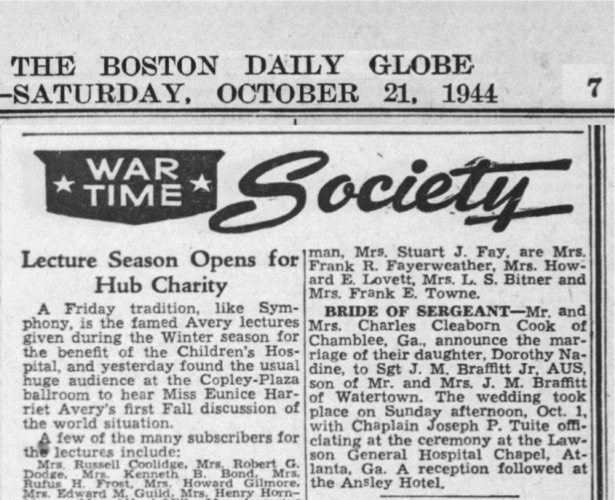 THE BOSTON DAILY GLOBE
—SATURDAY, OCTOBER 21, 1944 7
WAR TIME Society
Lecture Season Opens for
Hub Charity
A Friday tradition, like Sym-
phony, is the famed Avery lectures
given during the Winter season for
the benefit of the Children's Hos-
pital, and yesterday found the usual
huge audience at the Copley-Plaza
ballroom to hear Miss Eunice Har-
riet Avery's first Fall discussion of
the world situation.
A few of the many subscribers for
the lectures include:
Mrs. Russell Coolidge, Mrs. Robert G.
Dodge, Mrs. Kenneth B. Bond, Mrs.
Rufus H. Frost, Mrs. Howard Gilmore,
Mrs. Edward M. Guild, Mrs. Henry Horn-
man, Mrs. Stuart J. Fay, are Mrs.
Frank R. Fayerweather, Mrs. How-
ard E. Lovett, Mrs. L. S. Bitner and
Mrs. Frank E. Towne.
BRIDE OF SERGEANT—Mr. and
Mrs. Charles Cleaborn Cook of
Chamblee, Ga., announce the mar-
riage of their daughter, Dorothy Na-
dine, to Sgt J. M. Braffitt Jr, AUS,
son of Mr. and Mrs. J. M. Braffitt
of Watertown. The wedding took
place on Sunday afternoon, Oct. 1,
with Chaplain Joseph P. Tuite offi-
ciating at the ceremony at the Law-
son General Hospital Chapel, At-
lanta, Ga. A reception followed at
the Ansley Hotel.